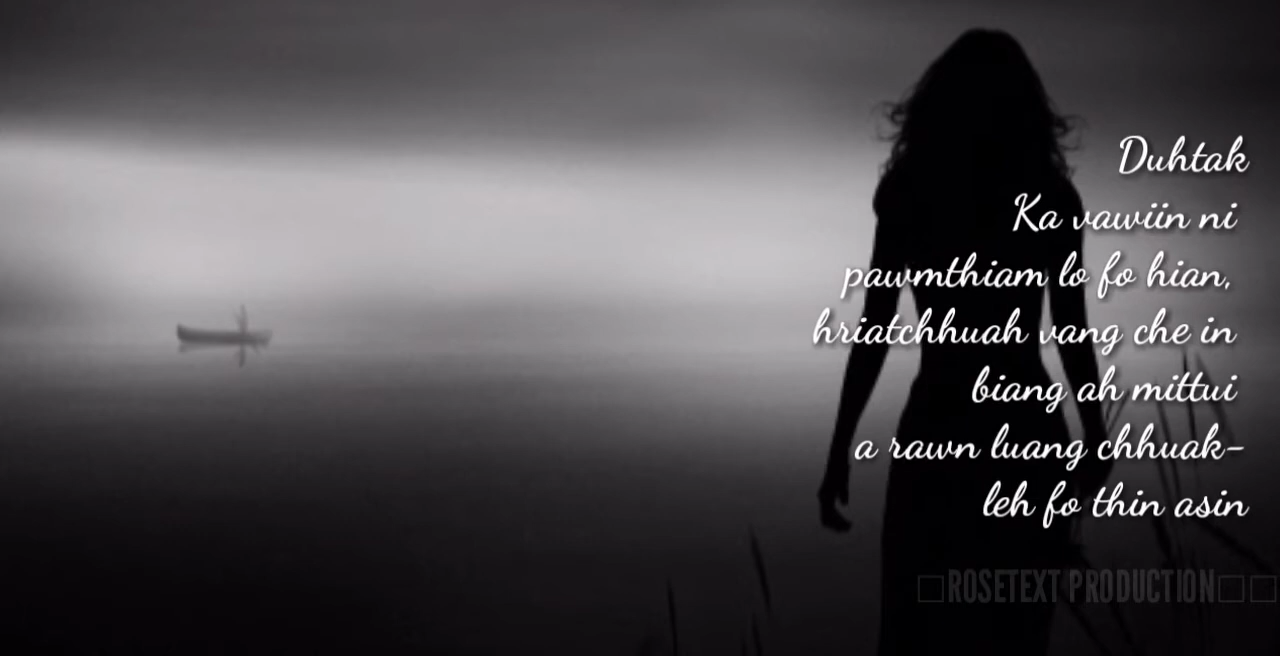 Duhtak
Ka vawiin ni
pawmthiam lo fo hian,
hriatchhuah vang che in
biang ah mittui
a rawn luang chhuak-
leh fo thin asin
ROSETEXT PRODUCTION